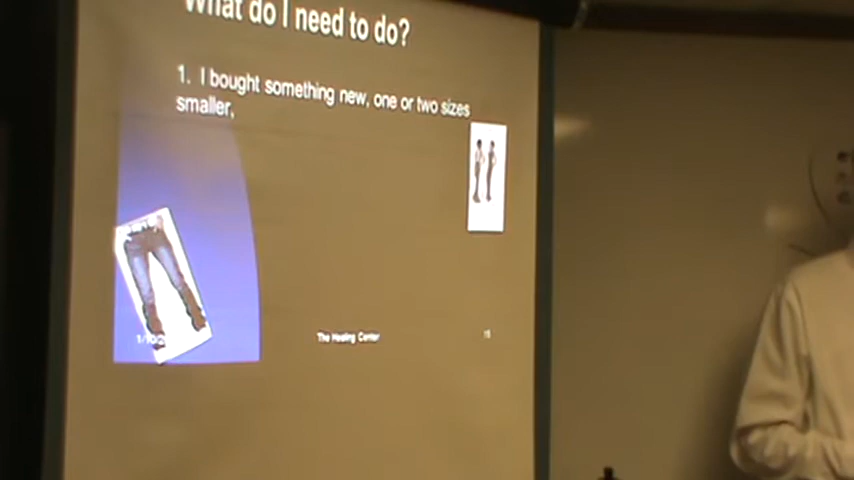 What do I need to do?
1. I bought something new, one or two sizes
smaller,
The Healing Center
15